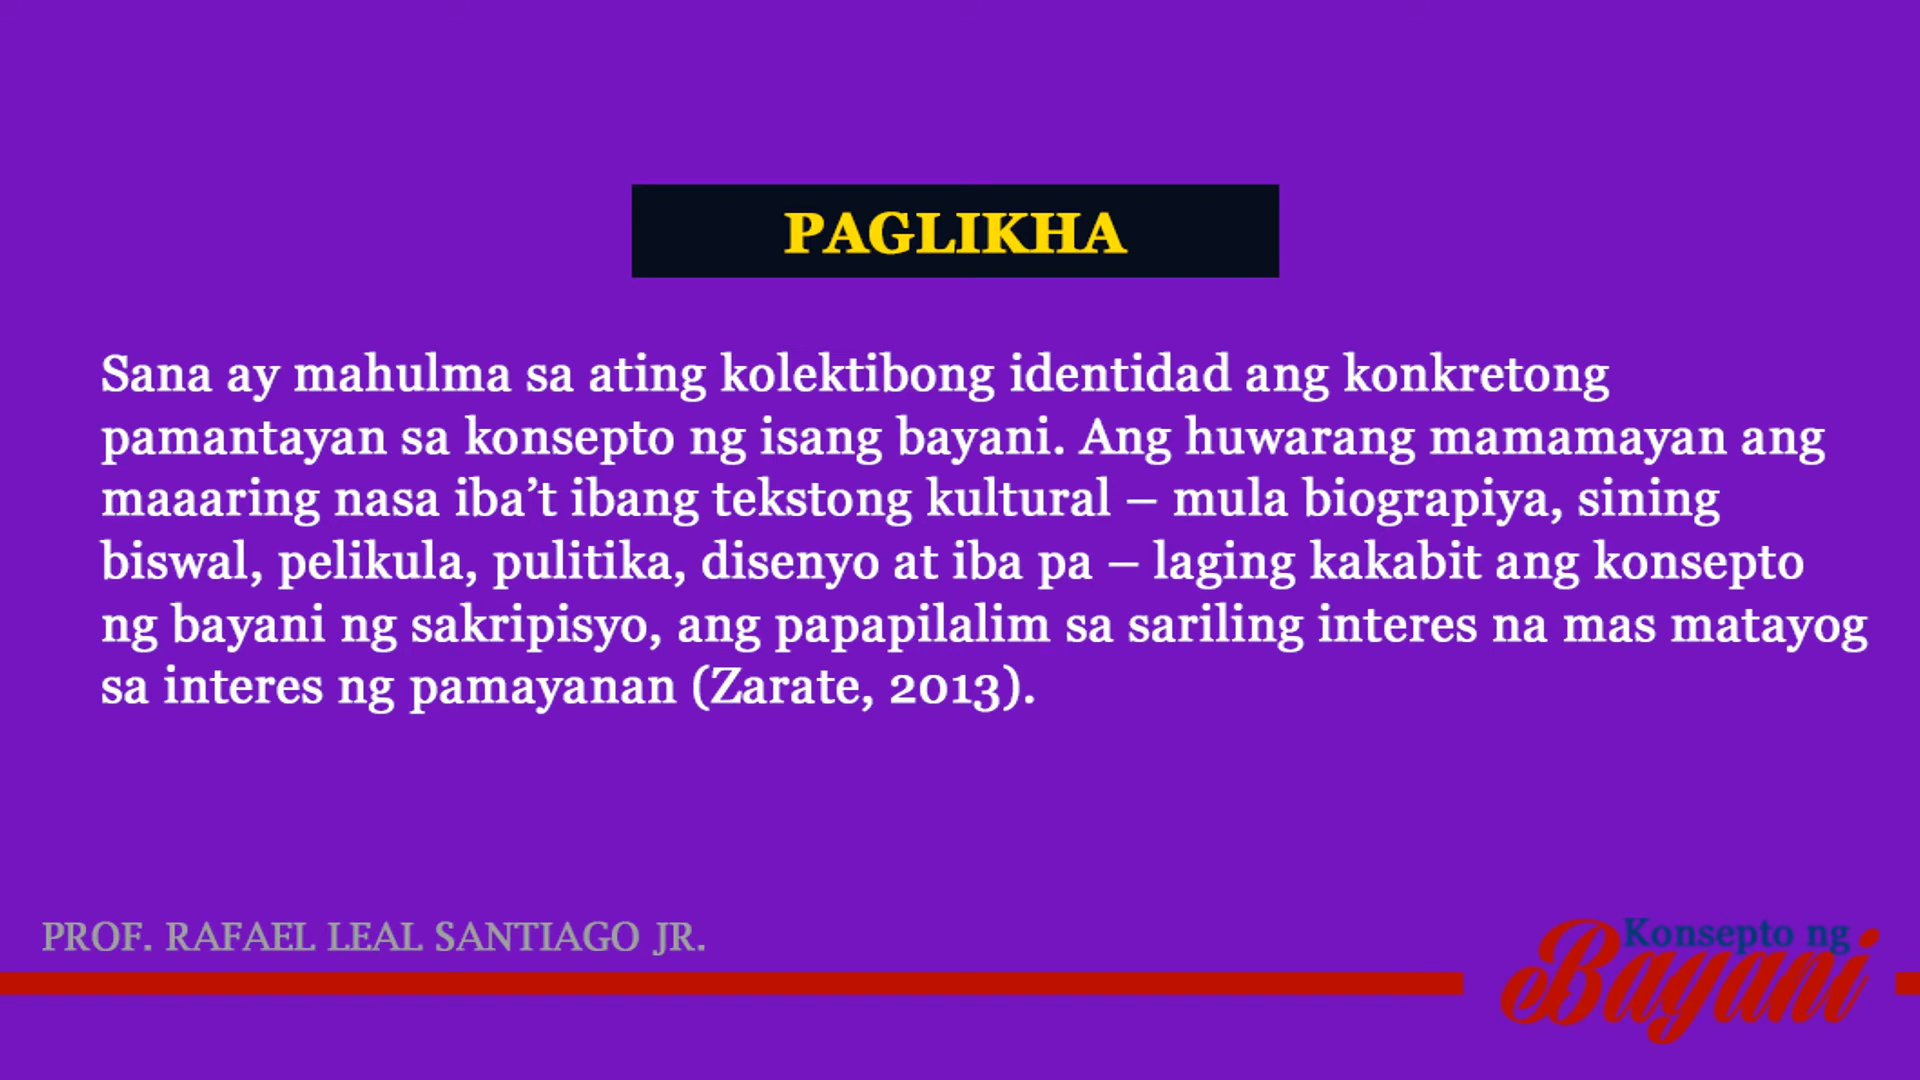 PAGLIKHA
Sana ay mahulma sa ating kolektibong identidad ang konkretong
pamantayan sa konsepto ng isang bayani. Ang huwarang mamamayan ang
maaaring nasa iba’t ibang tekstong kultural – mula biograpiya, sining
biswal, pelikula, pulitika, disenyo at iba pa – laging kakabit ang konsepto
ng bayani ng sakripisyo, ang papapilalim sa sariling interes na mas matayog
sa interes ng pamayanan (Zarate, 2013).
PROF. RAFAEL LEAL SANTIAGO JR.
Konsepto ng
Bayani